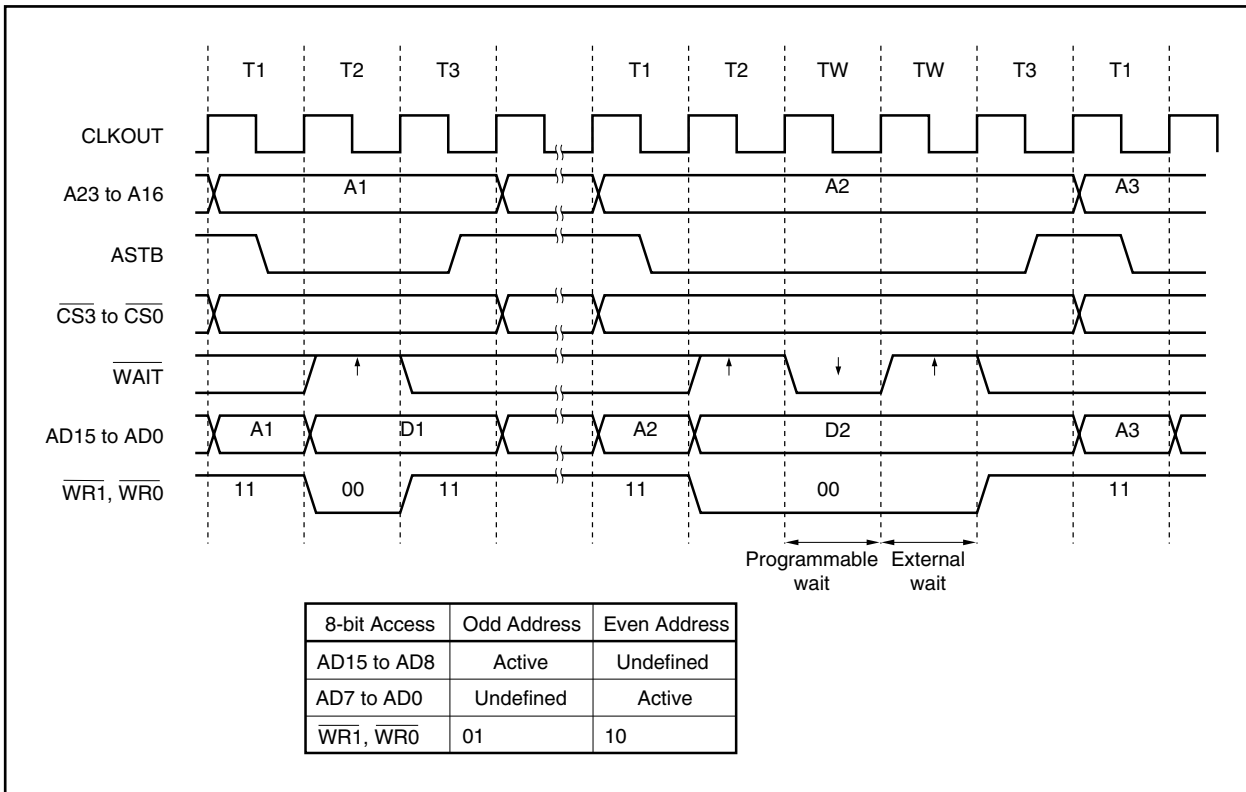 T1 T2 T3 T1 T2 TW TW T3 T1
CLKOUT
A23 to A16 A1 A2 A3
ASTB
CS3 to CS0
WAIT
AD15 to AD0 A1 D1 A2 D2 A3
WR1, WR0 11 00 11 11 00 11
Programmable wait
External wait
8-bit Access Odd Address Even Address
AD15 to AD8 Active Undefined
AD7 to AD0 Undefined Active
WR1, WR0 01 10